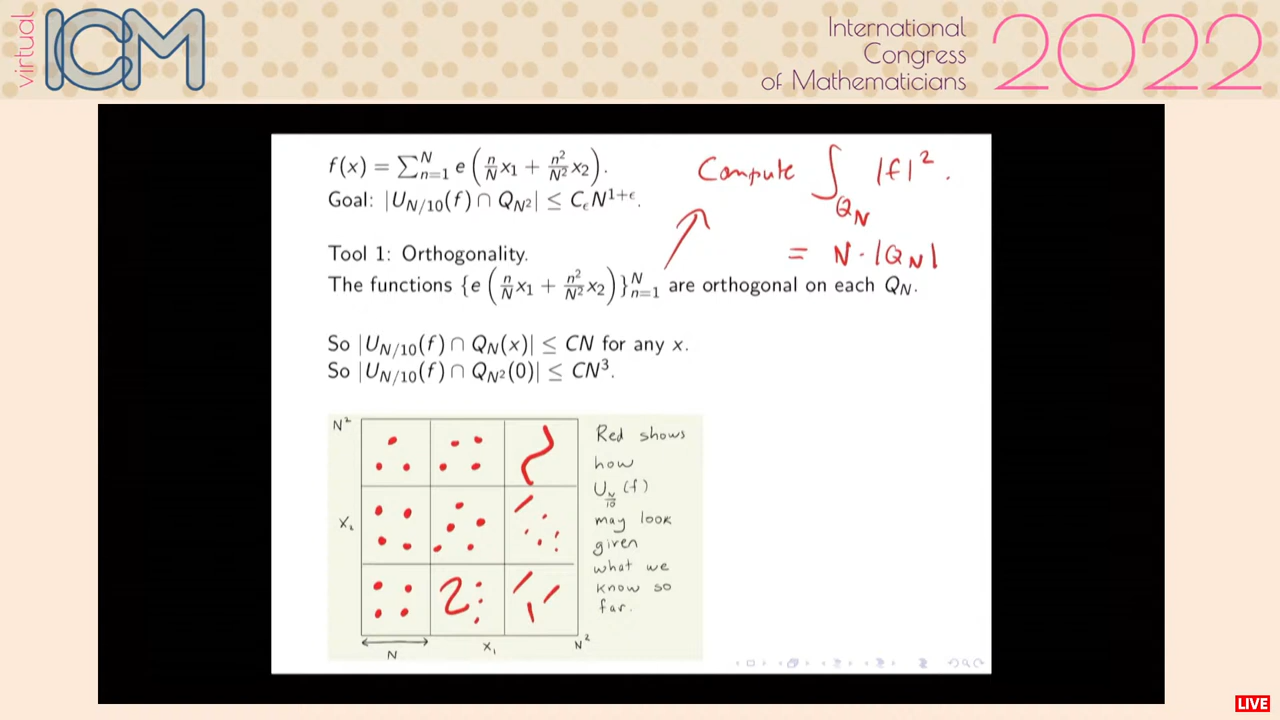 virtual
ICM
International
Congress
of Mathematicians
2022
f(x) = ∑_{n=1}^{N} e(n/N x₁ + n²/N² x₂).
Goal: |U_{N/10}(f) ∩ Q_{N²}| ≤ C_ϵ N^{1+ϵ}.
Compute ∫_{Q_N} |f|².
= N · |Q_N|
Tool 1: Orthogonality.
The functions {e(n/N x₁ + n²/N² x₂)}_{n=1}^{N} are orthogonal on each Q_N.
So |U_{N/10}(f) ∩ Q_N(x)| ≤ CN for any x.
So |U_{N/10}(f) ∩ Q_{N²}(0)| ≤ CN³.
N²
X₂
N
X₁
N²
Red shows
how
U_{N/10}(f)
may look
given
what we
know so
far.
LIVE